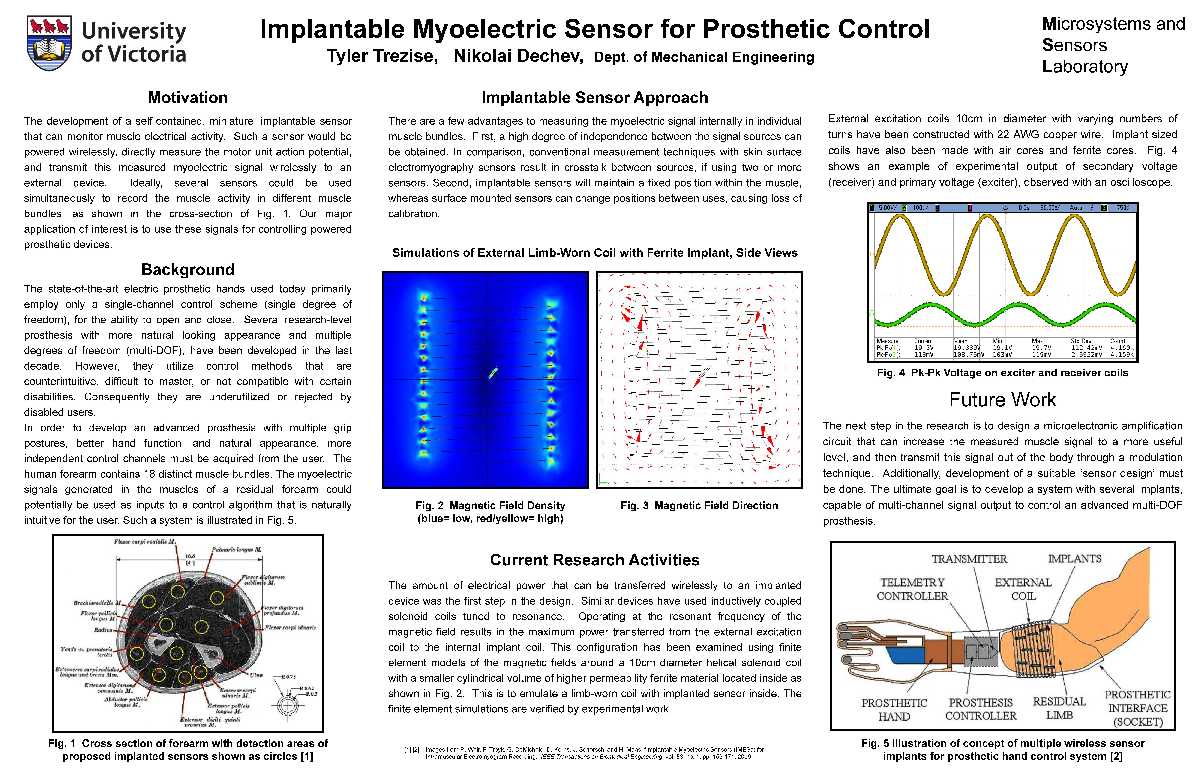 University
of Victoria
Implantable Myoelectric Sensor for Prosthetic Control
Tyler Trezise, Nikolai Dechev, Dept. of Mechanical Engineering
Microsystems and
Sensors
Laboratory
Motivation
The development of a self contained, miniature implantable sensor
that can monitor muscle electrical activity. Such a sensor would be
powered wirelessly, directly measure the motor unit action potential,
and transmit this measured myoelectric signal wirelessly to an
external device. Ideally, several sensors could be used
simultaneously to record the muscle activity in different muscle
bundles as shown in the cross-section of Fig. 1. Our major
application of interest is to use these signals for controlling powered
prosthetic devices.
Background
The state-of-the-art electric prosthetic hands used today primarily
employ only a single-channel control scheme (single degree of
freedom), for the ability to open and close. Several research-level
prosthesis with more natural looking appearance and multiple
degrees of freedom (multi-DOF), have been developed in the last
decade. However, they utilize control methods that are
counterintuitive, difficult to master, or not compatible with certain
disabilities. Consequently they are underutilized or rejected by
disabled users.
In order to develop an advanced prosthesis with multiple grip
postures, better hand function and natural appearance, more
independent control channels must be acquired from the user. The
human forearm contains 18 distinct muscle bundles. The myoelectric
signals generated in the muscles of a residual forearm could
potentially be used as inputs to a control algorithm that is naturally
intuitive for the user. Such a system is illustrated in Fig. 5.
Flexor carpi radialis M.
Palmaris longus M.
Flexor digitorum
sublimis M.
Brachioradialis M.
Flexor pollicis
longus M.
Radius
Flexor digitorum
profundus M.
Flexor carpi ulnaris
Ulna
Extensor digitorum
communis M.
Abductor pollicis
longus M.
Extensor pollicis
longus M.
Extensor digiti quinti
Fig. 1 Cross section of forearm with detection areas of
proposed implanted sensors shown as circles [1]
Implantable Sensor Approach
There are a few advantages to measuring the myoelectric signal internally in individual
muscle bundles. First, a high degree of independence between the signal sources can
be obtained. In comparison, conventional measurement techniques with skin surface
electromyography sensors result in crosstalk between sources, if using two or more
sensors. Second, implantable sensors will maintain a fixed position within the muscle,
whereas surface mounted sensors can change positions between uses, causing loss of
calibration.
Simulations of External Limb-Worn Coil with Ferrite Implant, Side Views
Fig. 2 Magnetic Field Density
(blue= low, red/yellow= high)
Fig. 3 Magnetic Field Direction
Current Research Activities
The amount of electrical power that can be transferred wirelessly to an implanted
device was the first step in the design. Similar devices have used inductively coupled
solenoid coils tuned to resonance. Operating at the resonant frequency of the
magnetic field results in the maximum power transferred from the external excitation
coil to the internal implant coil. This configuration has been examined using finite
element models of the magnetic fields around a 10cm diameter helical solenoid coil
with a smaller cylindrical volume of higher permeability ferrite material located inside as
shown in Fig. 2. This is to emulate a limb-worn coil with implanted sensor inside. The
finite element simulations are verified by experimental work
External excitation coils 10cm in diameter with varying numbers of
turns have been constructed with 22 AWG copper wire. Implant sized
coils have also been made with air cores and ferrite cores. Fig. 4
shows an example of experimental output of secondary voltage
(receiver) and primary voltage (exciter), observed with an oscilloscope.
Fig. 4 Pk-Pk Voltage on exciter and receiver coils
Future Work
The next step in the research is to design a microelectronic amplification
circuit that can increase the measured muscle signal to a more useful
level, and then transmit this signal out of the body through a modulation
technique. Additionally, development of a suitable 'sensor design' must
be done. The ultimate goal is to develop a system with several implants,
capable of multi-channel signal output to control an advanced multi-DOF
prosthesis.
TRANSMITTER
IMPLANTS
TELEMETRY
CONTROLLER
EXTERNAL
COIL
PROSTHETIC
HAND
PROSTHESIS
CONTROLLER
RESIDUAL
LIMB
PROSTHETIC
INTERFACE
(SOCKET)
Fig. 5 Illustration of concept of multiple wireless sensor
implants for prosthetic hand control system [2]